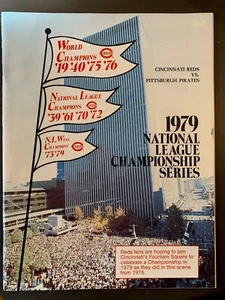 WORLD
CHAMPIONS
'19'40'75'76
NATIONAL LEAGUE
CHAMPIONS
'39'61'70'72
N.L. WEST
CHAMPIONS
'73'79
CINCINNATI REDS
VS.
PITTSBURGH PIRATES
1979
NATIONAL
LEAGUE
CHAMPIONSHIP
SERIES
Reds fans are hoping to jam
Cincinnati's Fountain Square to
celebrate a Championship in
1979 as they did in this scene
from 1976.